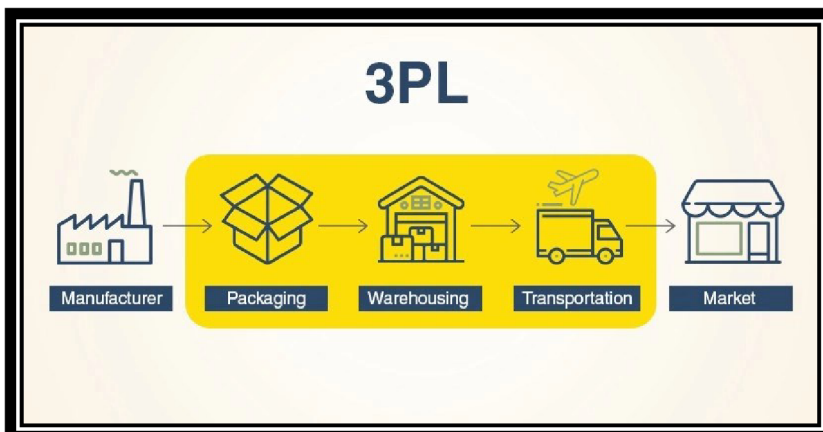 3PL
Manufacturer
Packaging
Warehousing
Transportation
Market